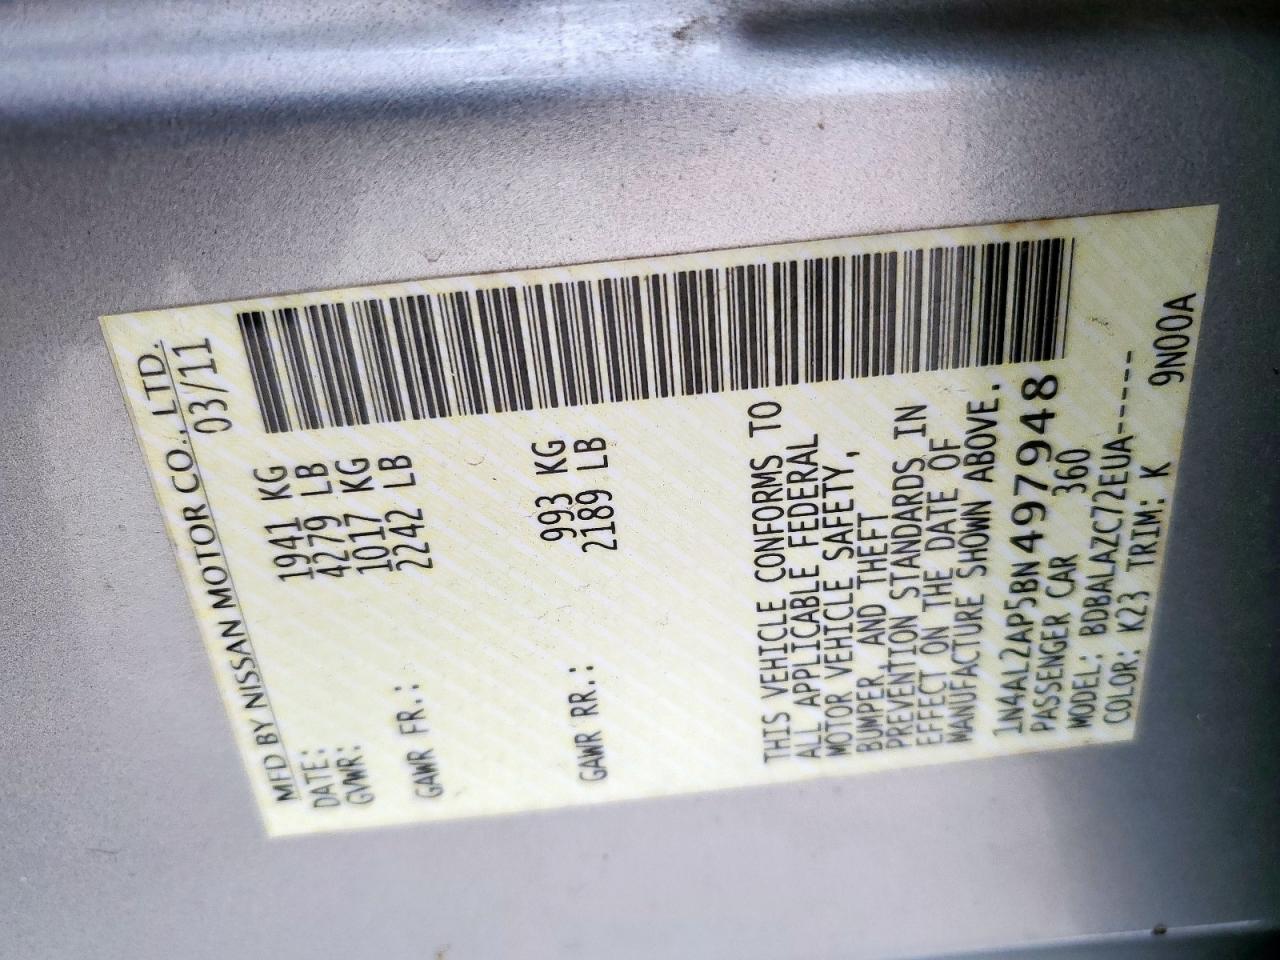 MFD BY NISSAN MOTOR CO., LTD.
DATE: 03/11
GVWR: 1941 KG
4279 LB
GAWR FR.: 1017 KG
2242 LB
GAWR RR.: 993 KG
2189 LB
THIS VEHICLE CONFORMS TO
ALL APPLICABLE FEDERAL
MOTOR VEHICLE SAFETY,
BUMPER AND THEFT
PREVENTION STANDARDS IN
EFFECT ON THE DATE OF
MANUFACTURE SHOWN ABOVE.
1N4AL2AP5BN497948
PASSENGER CAR 360
MODEL: BDBALAZC72EUA-----
COLOR: K23 TRIM: K 9N00A